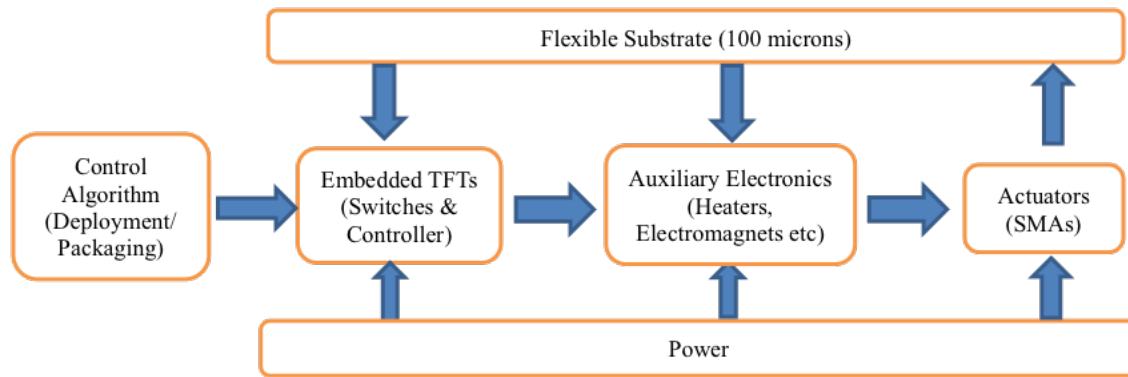 Flexible Substrate (100 microns)
Control
Algorithm
(Deployment/
Packaging)
Embedded TFTs
(Switches &
Controller)
Auxiliary Electronics
(Heaters,
Electromagnets etc)
Actuators
(SMAs)
Power